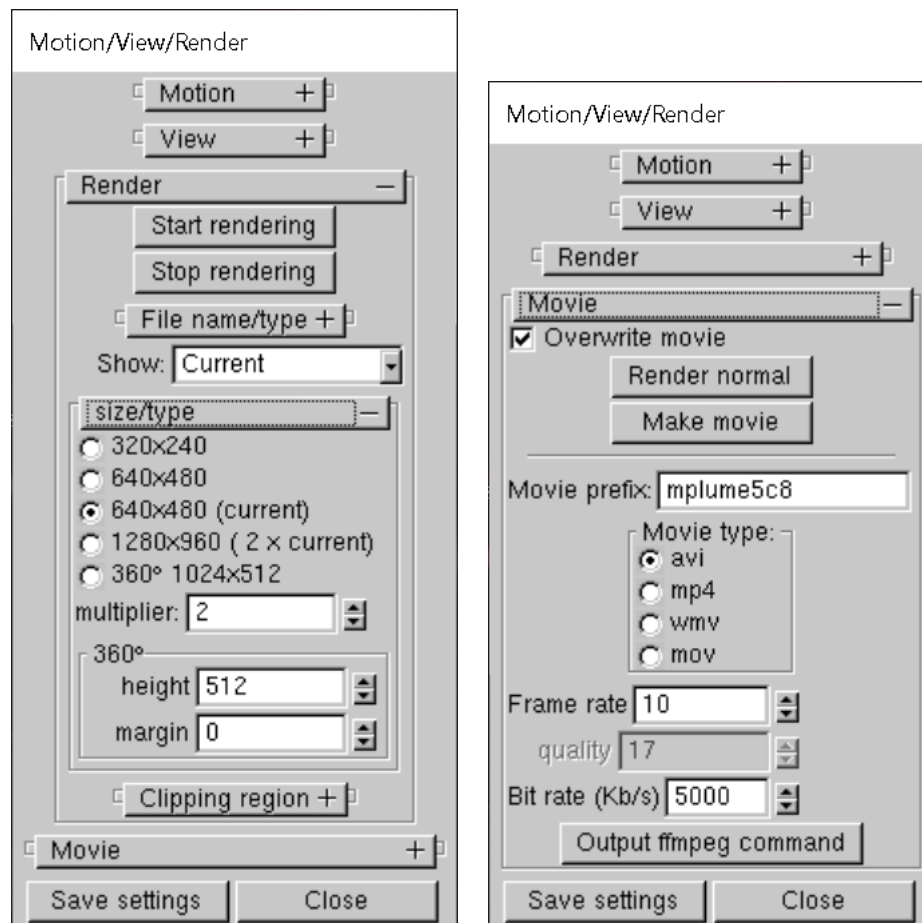 Motion/View/Render
Motion +
View +
Render −
Start rendering
Stop rendering
File name/type +
Show: Current
size/type −
320x240
640x480
640x480 (current)
1280x960 ( 2 x current)
360° 1024x512
multiplier: 2
360°
height 512
margin 0
Clipping region +
Movie +
Save settings Close
Motion/View/Render
Motion +
View +
Render +
Movie −
Overwrite movie
Render normal
Make movie
Movie prefix: mplume5c8
Movie type:
avi
mp4
wmv
mov
Frame rate 10
quality 17
Bit rate (Kb/s) 5000
Output ffmpeg command
Save settings Close